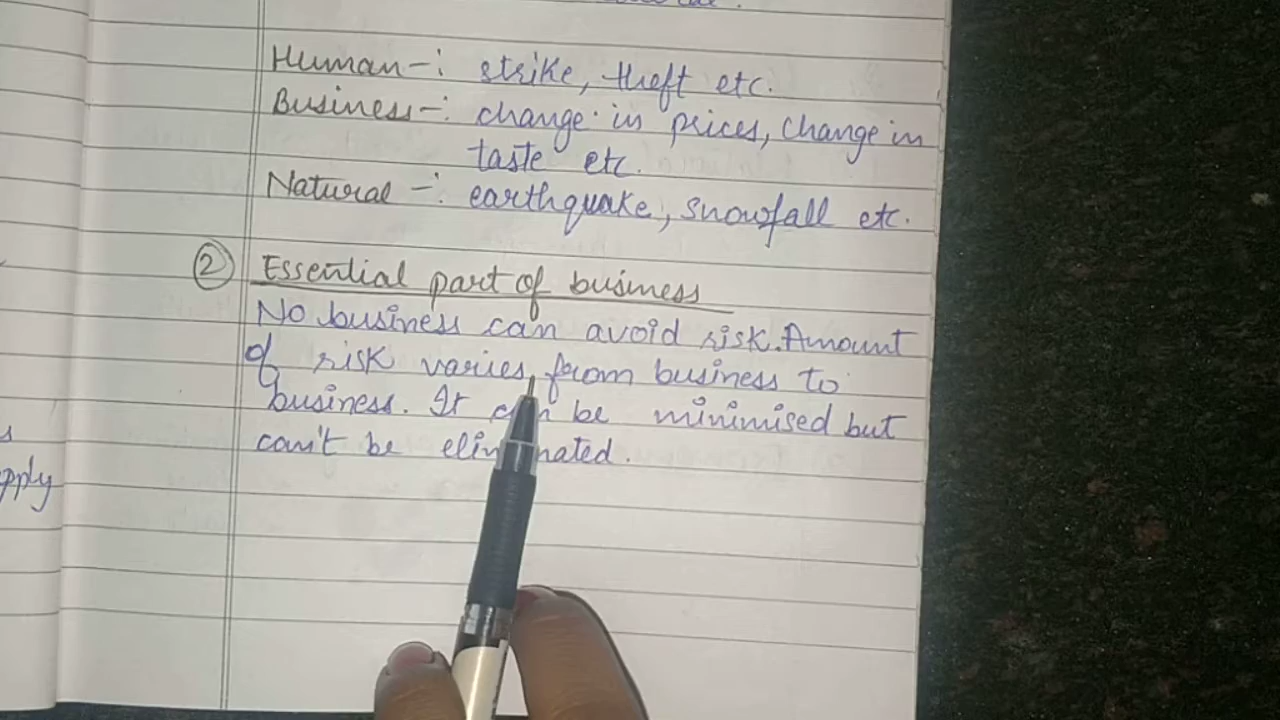 Human -: strike, theft etc.
Business -: change in prices, change in
taste etc.
Natural -: earthquake, snowfall etc.
② Essential part of business
No business can avoid risk. Amount
of risk varies from business to
business. It can be minimised but
can't be eliminated.